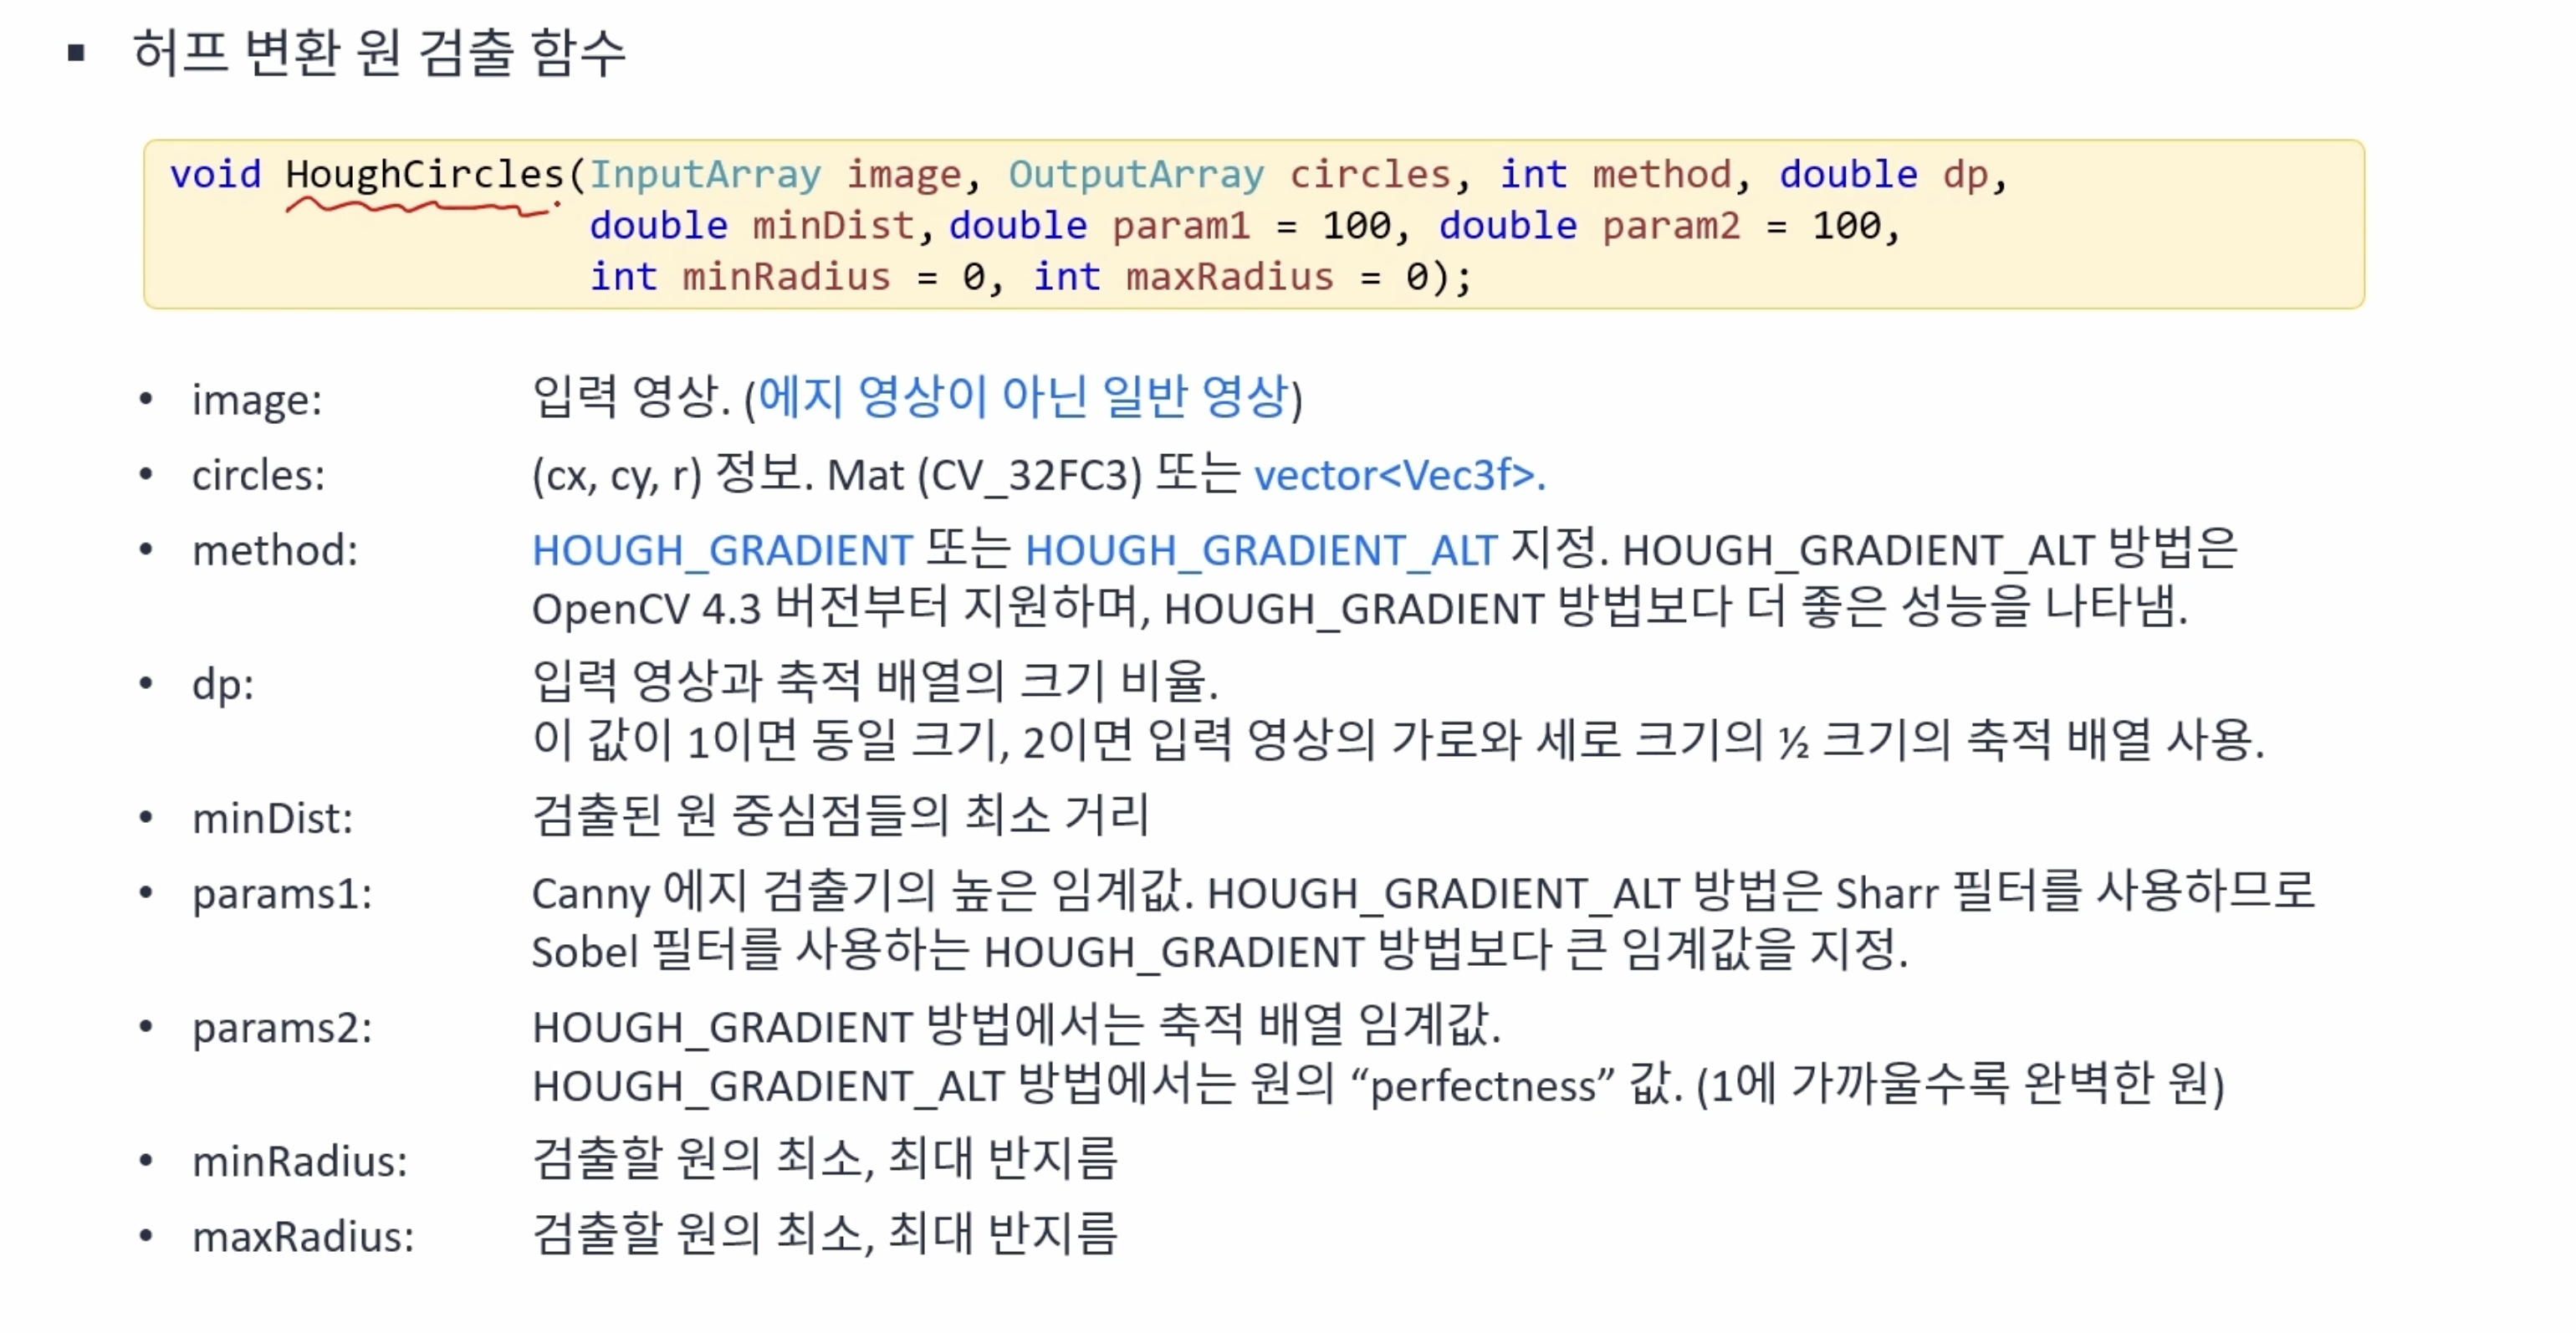 ▪ 허프 변환 원 검출 함수
void HoughCircles(InputArray image, OutputArray circles, int method, double dp,
double minDist, double param1 = 100, double param2 = 100,
int minRadius = 0, int maxRadius = 0);
• image: 입력 영상. (에지 영상이 아닌 일반 영상)
• circles: (cx, cy, r) 정보. Mat (CV_32FC3) 또는 vector<Vec3f>.
• method: HOUGH_GRADIENT 또는 HOUGH_GRADIENT_ALT 지정. HOUGH_GRADIENT_ALT 방법은
OpenCV 4.3 버전부터 지원하며, HOUGH_GRADIENT 방법보다 더 좋은 성능을 나타냄.
• dp: 입력 영상과 축적 배열의 크기 비율.
이 값이 1이면 동일 크기, 2이면 입력 영상의 가로와 세로 크기의 ½ 크기의 축적 배열 사용.
• minDist: 검출된 원 중심점들의 최소 거리
• params1: Canny 에지 검출기의 높은 임계값. HOUGH_GRADIENT_ALT 방법은 Sharr 필터를 사용하므로
Sobel 필터를 사용하는 HOUGH_GRADIENT 방법보다 큰 임계값을 지정.
• params2: HOUGH_GRADIENT 방법에서는 축적 배열 임계값.
HOUGH_GRADIENT_ALT 방법에서는 원의 “perfectness” 값. (1에 가까울수록 완벽한 원)
• minRadius: 검출할 원의 최소, 최대 반지름
• maxRadius: 검출할 원의 최소, 최대 반지름